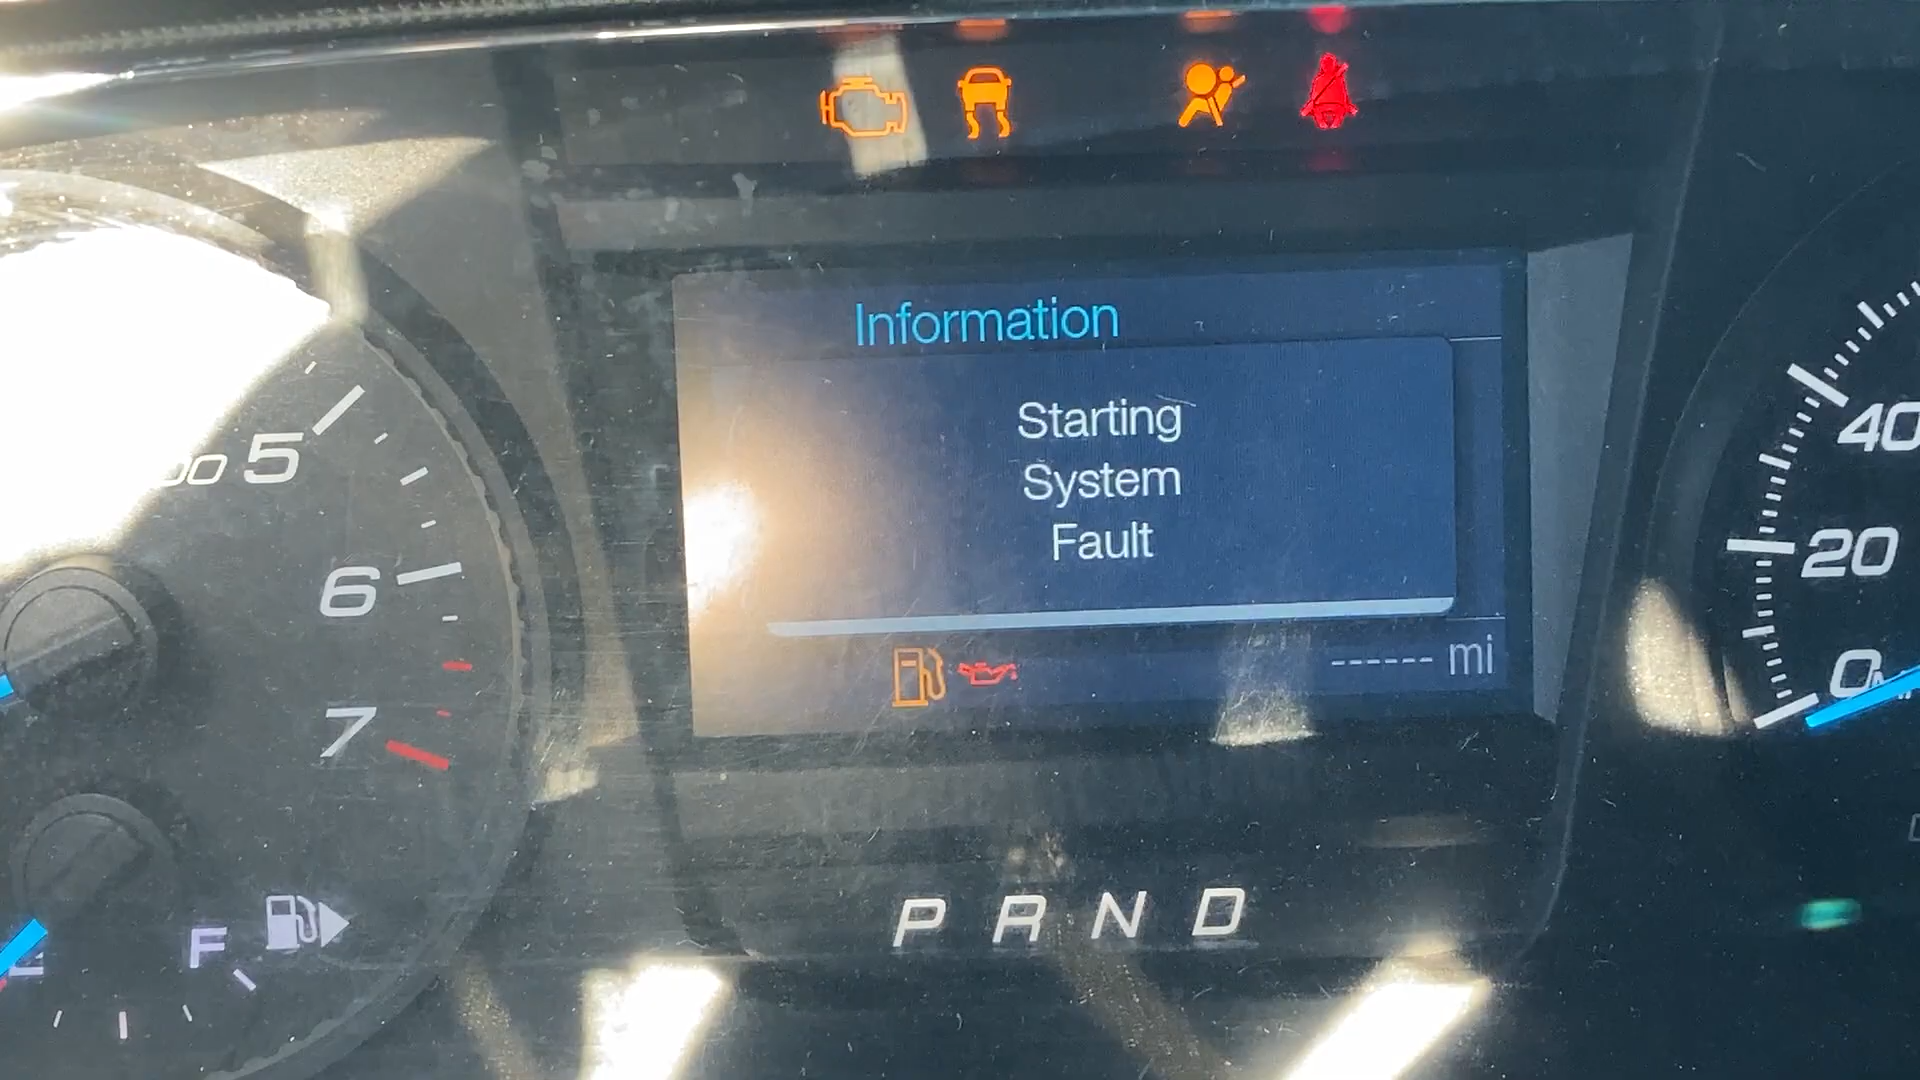 Information
Starting
System
Fault
------ mi
5
6
7
40
20
0
F
P R N D